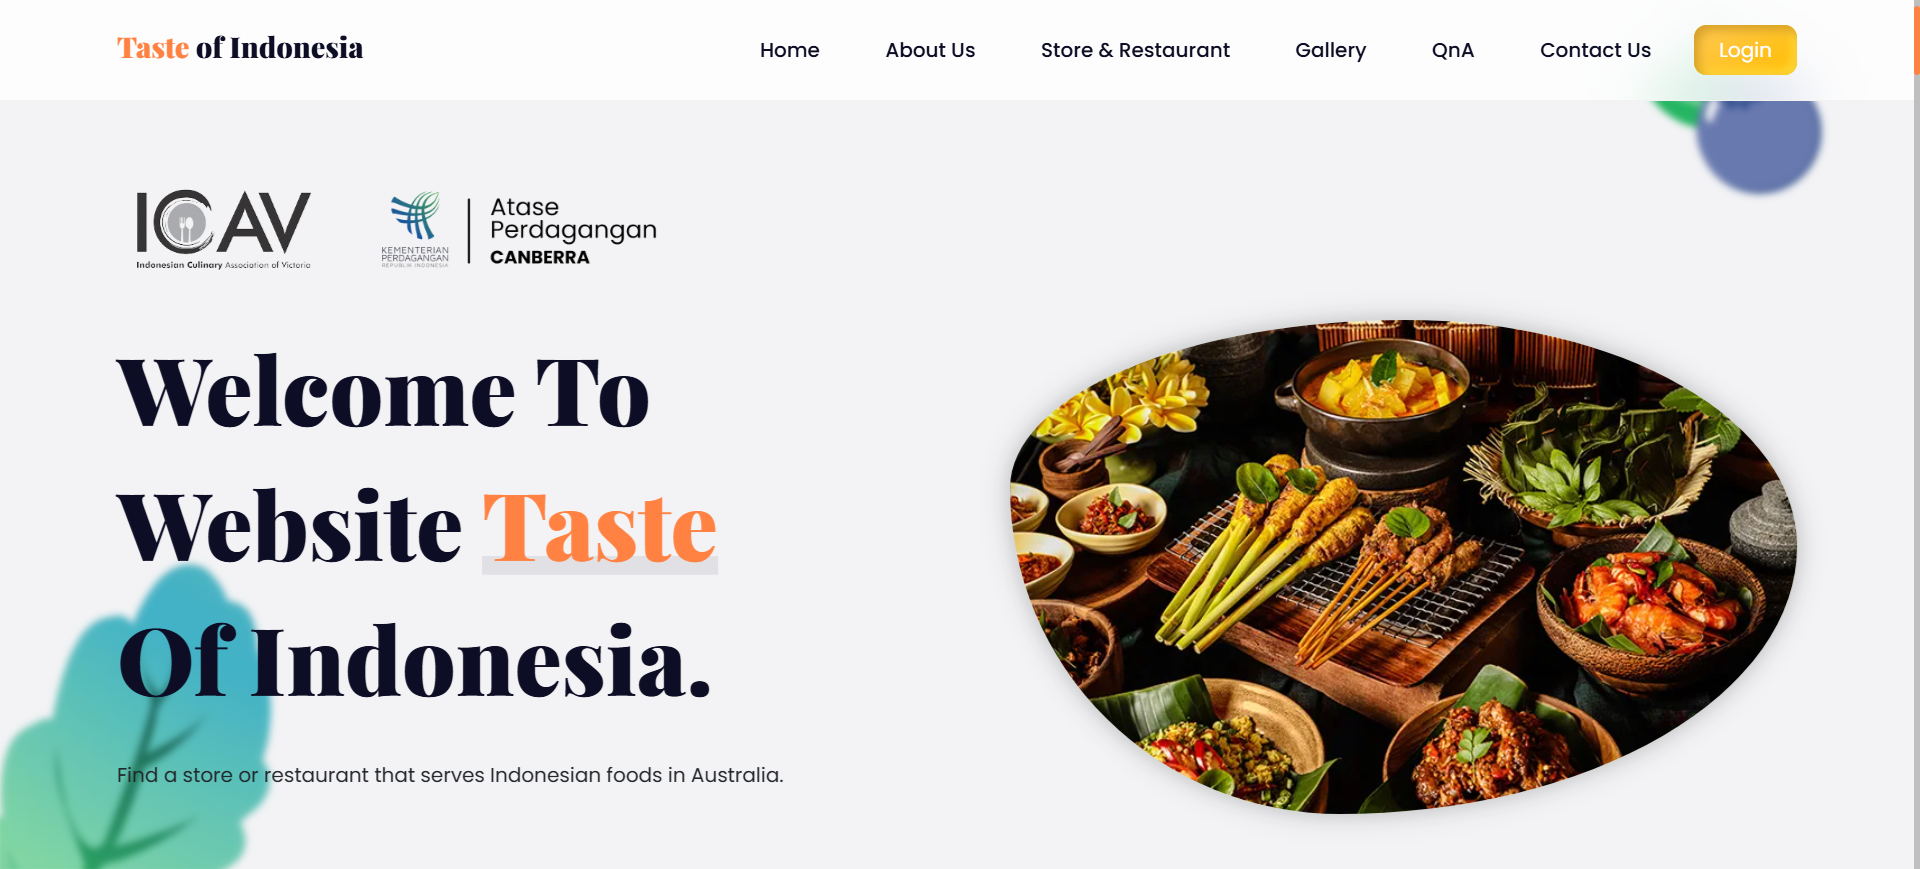 Taste of Indonesia
Home
About Us
Store & Restaurant
Gallery
QnA
Contact Us
Login
ICAV
Indonesian Culinary Association of Victoria
KEMENTERIAN
PERDAGANGAN
REPUBLIK INDONESIA
Atase
Perdagangan
CANBERRA
Welcome To
Website Taste
Of Indonesia.
Find a store or restaurant that serves Indonesian foods in Australia.